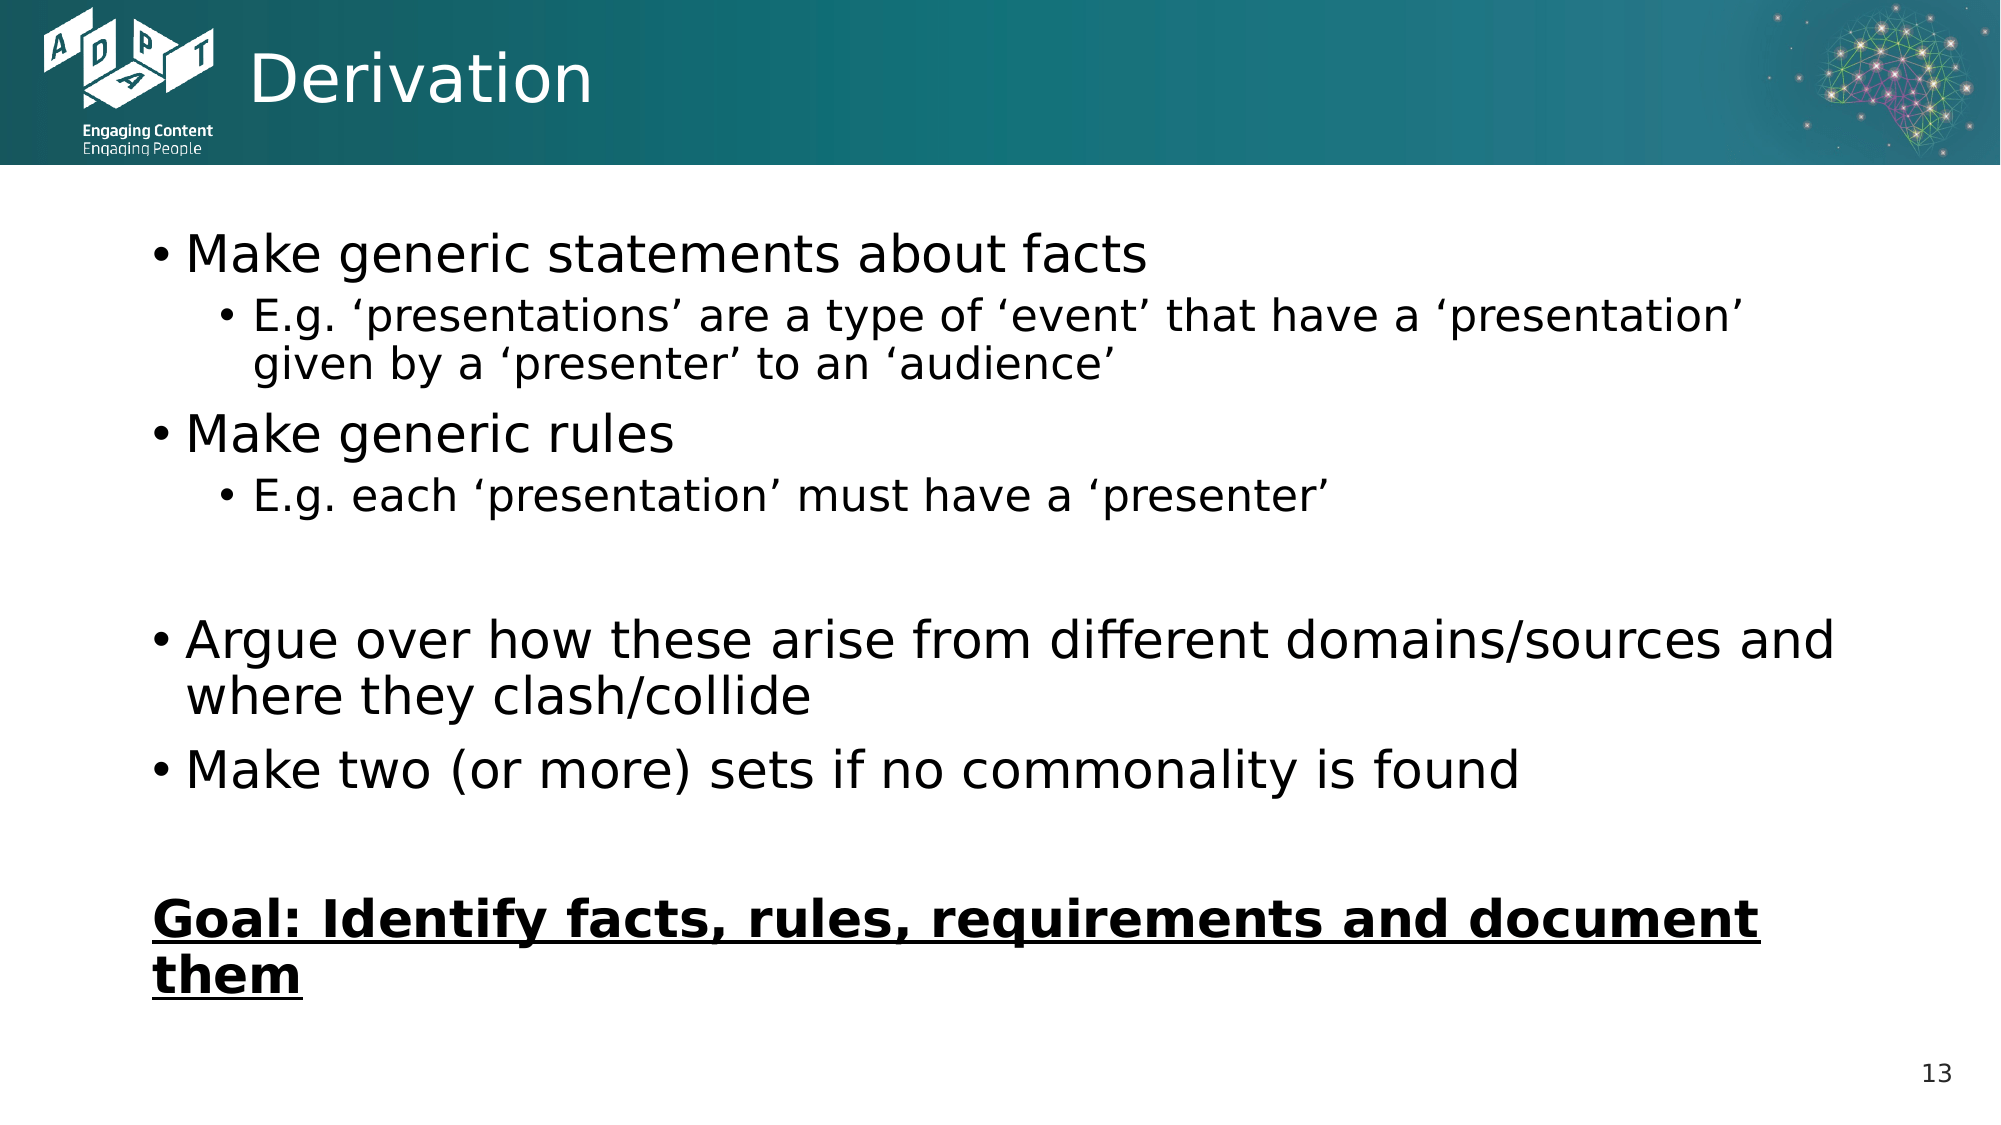 ADAPT
Engaging Content
Engaging People
Derivation
• Make generic statements about facts
• E.g. ‘presentations’ are a type of ‘event’ that have a ‘presentation’
given by a ‘presenter’ to an ‘audience’
• Make generic rules
• E.g. each ‘presentation’ must have a ‘presenter’
• Argue over how these arise from different domains/sources and
where they clash/collide
• Make two (or more) sets if no commonality is found
Goal: Identify facts, rules, requirements and document
them
13